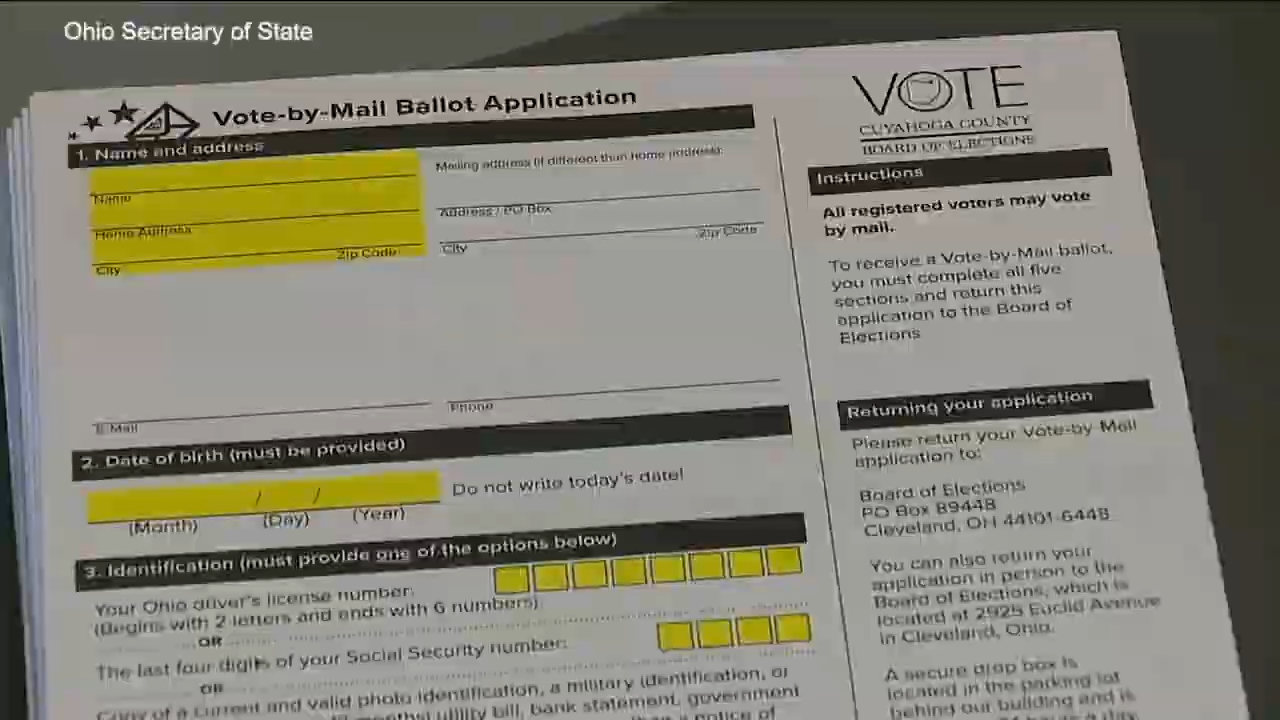 Ohio Secretary of State
Vote-by-Mail Ballot Application
1. Name and address
Name
Home Address
City Zip Code
Mailing address (if different than home address):
Address / PO Box
City Zip Code
E-Mail
Phone
2. Date of birth (must be provided)
/ /
(Month) (Day) (Year)
Do not write today's date!
3. Identification (must provide one of the options below)
Your Ohio driver's license number:
(Begins with 2 letters and ends with 6 numbers)
OR
The last four digits of your Social Security number:
OR
Copy of a current and valid photo identification, a military identification, or
utility bill, bank statement, government
a notice of
VOTE
CUYAHOGA COUNTY
BOARD OF ELECTIONS
Instructions
All registered voters may vote
by mail.
To receive a Vote-by-Mail ballot,
you must complete all five
sections and return this
application to the Board of
Elections
Returning your application
Please return your Vote-by-Mail
application to:
Board of Elections
PO Box 89448
Cleveland, OH 44101-6448
You can also return your
application in person to the
Board of Elections, which is
located at 2925 Euclid Avenue
in Cleveland, Ohio.
A secure drop box is
located in the parking lot
behind our building and is